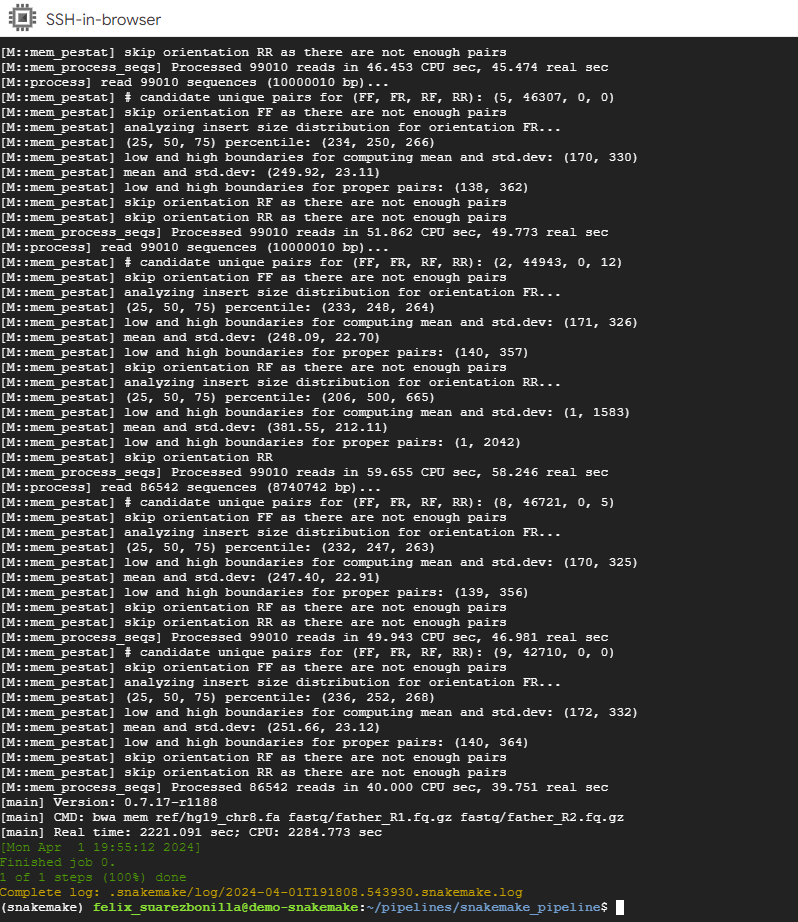 SSH-in-browser
[M::mem_pestat] skip orientation RR as there are not enough pairs
[M::mem_process_seqs] Processed 99010 reads in 46.453 CPU sec, 45.474 real sec
[M::process] read 99010 sequences (10000010 bp)...
[M::mem_pestat] # candidate unique pairs for (FF, FR, RF, RR): (5, 46307, 0, 0)
[M::mem_pestat] skip orientation FF as there are not enough pairs
[M::mem_pestat] analyzing insert size distribution for orientation FR...
[M::mem_pestat] (25, 50, 75) percentile: (234, 250, 266)
[M::mem_pestat] low and high boundaries for computing mean and std.dev: (170, 330)
[M::mem_pestat] mean and std.dev: (249.92, 23.11)
[M::mem_pestat] low and high boundaries for proper pairs: (138, 362)
[M::mem_pestat] skip orientation RF as there are not enough pairs
[M::mem_pestat] skip orientation RR as there are not enough pairs
[M::mem_process_seqs] Processed 99010 reads in 51.862 CPU sec, 49.773 real sec
[M::process] read 99010 sequences (10000010 bp)...
[M::mem_pestat] # candidate unique pairs for (FF, FR, RF, RR): (2, 44943, 0, 12)
[M::mem_pestat] skip orientation FF as there are not enough pairs
[M::mem_pestat] analyzing insert size distribution for orientation FR...
[M::mem_pestat] (25, 50, 75) percentile: (233, 248, 264)
[M::mem_pestat] low and high boundaries for computing mean and std.dev: (171, 326)
[M::mem_pestat] mean and std.dev: (248.09, 22.70)
[M::mem_pestat] low and high boundaries for proper pairs: (140, 357)
[M::mem_pestat] skip orientation RF as there are not enough pairs
[M::mem_pestat] analyzing insert size distribution for orientation RR...
[M::mem_pestat] (25, 50, 75) percentile: (206, 500, 665)
[M::mem_pestat] low and high boundaries for computing mean and std.dev: (1, 1583)
[M::mem_pestat] mean and std.dev: (381.55, 212.11)
[M::mem_pestat] low and high boundaries for proper pairs: (1, 2042)
[M::mem_pestat] skip orientation RR
[M::mem_process_seqs] Processed 99010 reads in 59.655 CPU sec, 58.246 real sec
[M::process] read 86542 sequences (8740742 bp)...
[M::mem_pestat] # candidate unique pairs for (FF, FR, RF, RR): (8, 46721, 0, 5)
[M::mem_pestat] skip orientation FF as there are not enough pairs
[M::mem_pestat] analyzing insert size distribution for orientation FR...
[M::mem_pestat] (25, 50, 75) percentile: (232, 247, 263)
[M::mem_pestat] low and high boundaries for computing mean and std.dev: (170, 325)
[M::mem_pestat] mean and std.dev: (247.40, 22.91)
[M::mem_pestat] low and high boundaries for proper pairs: (139, 356)
[M::mem_pestat] skip orientation RF as there are not enough pairs
[M::mem_pestat] skip orientation RR as there are not enough pairs
[M::mem_process_seqs] Processed 99010 reads in 49.943 CPU sec, 46.981 real sec
[M::mem_pestat] # candidate unique pairs for (FF, FR, RF, RR): (9, 42710, 0, 0)
[M::mem_pestat] skip orientation FF as there are not enough pairs
[M::mem_pestat] analyzing insert size distribution for orientation FR...
[M::mem_pestat] (25, 50, 75) percentile: (236, 252, 268)
[M::mem_pestat] low and high boundaries for computing mean and std.dev: (172, 332)
[M::mem_pestat] mean and std.dev: (251.66, 23.12)
[M::mem_pestat] low and high boundaries for proper pairs: (140, 364)
[M::mem_pestat] skip orientation RF as there are not enough pairs
[M::mem_pestat] skip orientation RR as there are not enough pairs
[M::mem_process_seqs] Processed 86542 reads in 40.000 CPU sec, 39.751 real sec
[main] Version: 0.7.17-r1188
[main] CMD: bwa mem ref/hg19_chr8.fa fastq/father_R1.fq.gz fastq/father_R2.fq.gz
[main] Real time: 2221.091 sec; CPU: 2284.773 sec
[Mon Apr  1 19:55:12 2024]
Finished job 0.
1 of 1 steps (100%) done
Complete log: .snakemake/log/2024-04-01T191808.543930.snakemake.log
(snakemake) felix_suarezbonilla@demo-snakemake:~/pipelines/snakemake_pipeline$